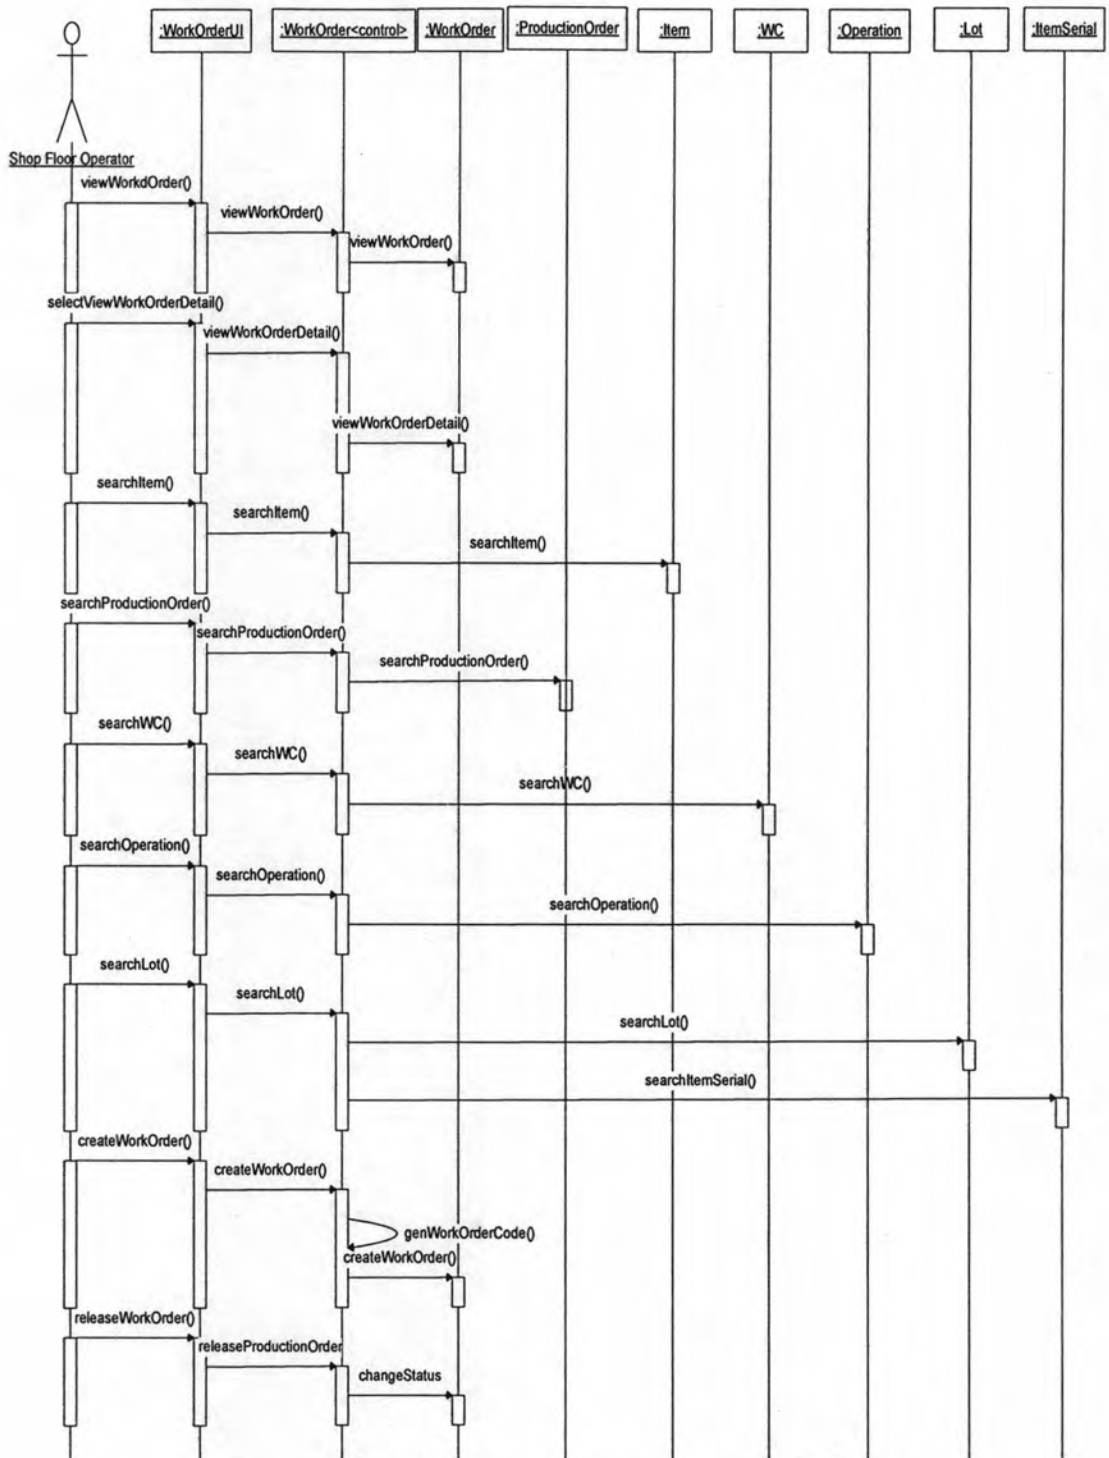 :WorkOrderUI
:WorkOrder<control>
:WorkOrder
:ProductionOrder
:Item
:WC
:Operation
:Lot
:ItemSerial
Shop Floor Operator
viewWorkdOrder()
viewWorkOrder()
viewWorkOrder()
selectViewWorkOrderDetail()
viewWorkOrderDetail()
viewWorkOrderDetail()
searchItem()
searchItem()
searchItem()
searchProductionOrder()
searchProductionOrder()
searchProductionOrder()
searchWC()
searchWC()
searchWC()
searchOperation()
searchOperation()
searchOperation()
searchLot()
searchLot()
searchLot()
searchItemSerial()
createWorkOrder()
createWorkOrder()
genWorkOrderCode()
createWorkOrder()
releaseWorkOrder()
releaseProductionOrder
changeStatus